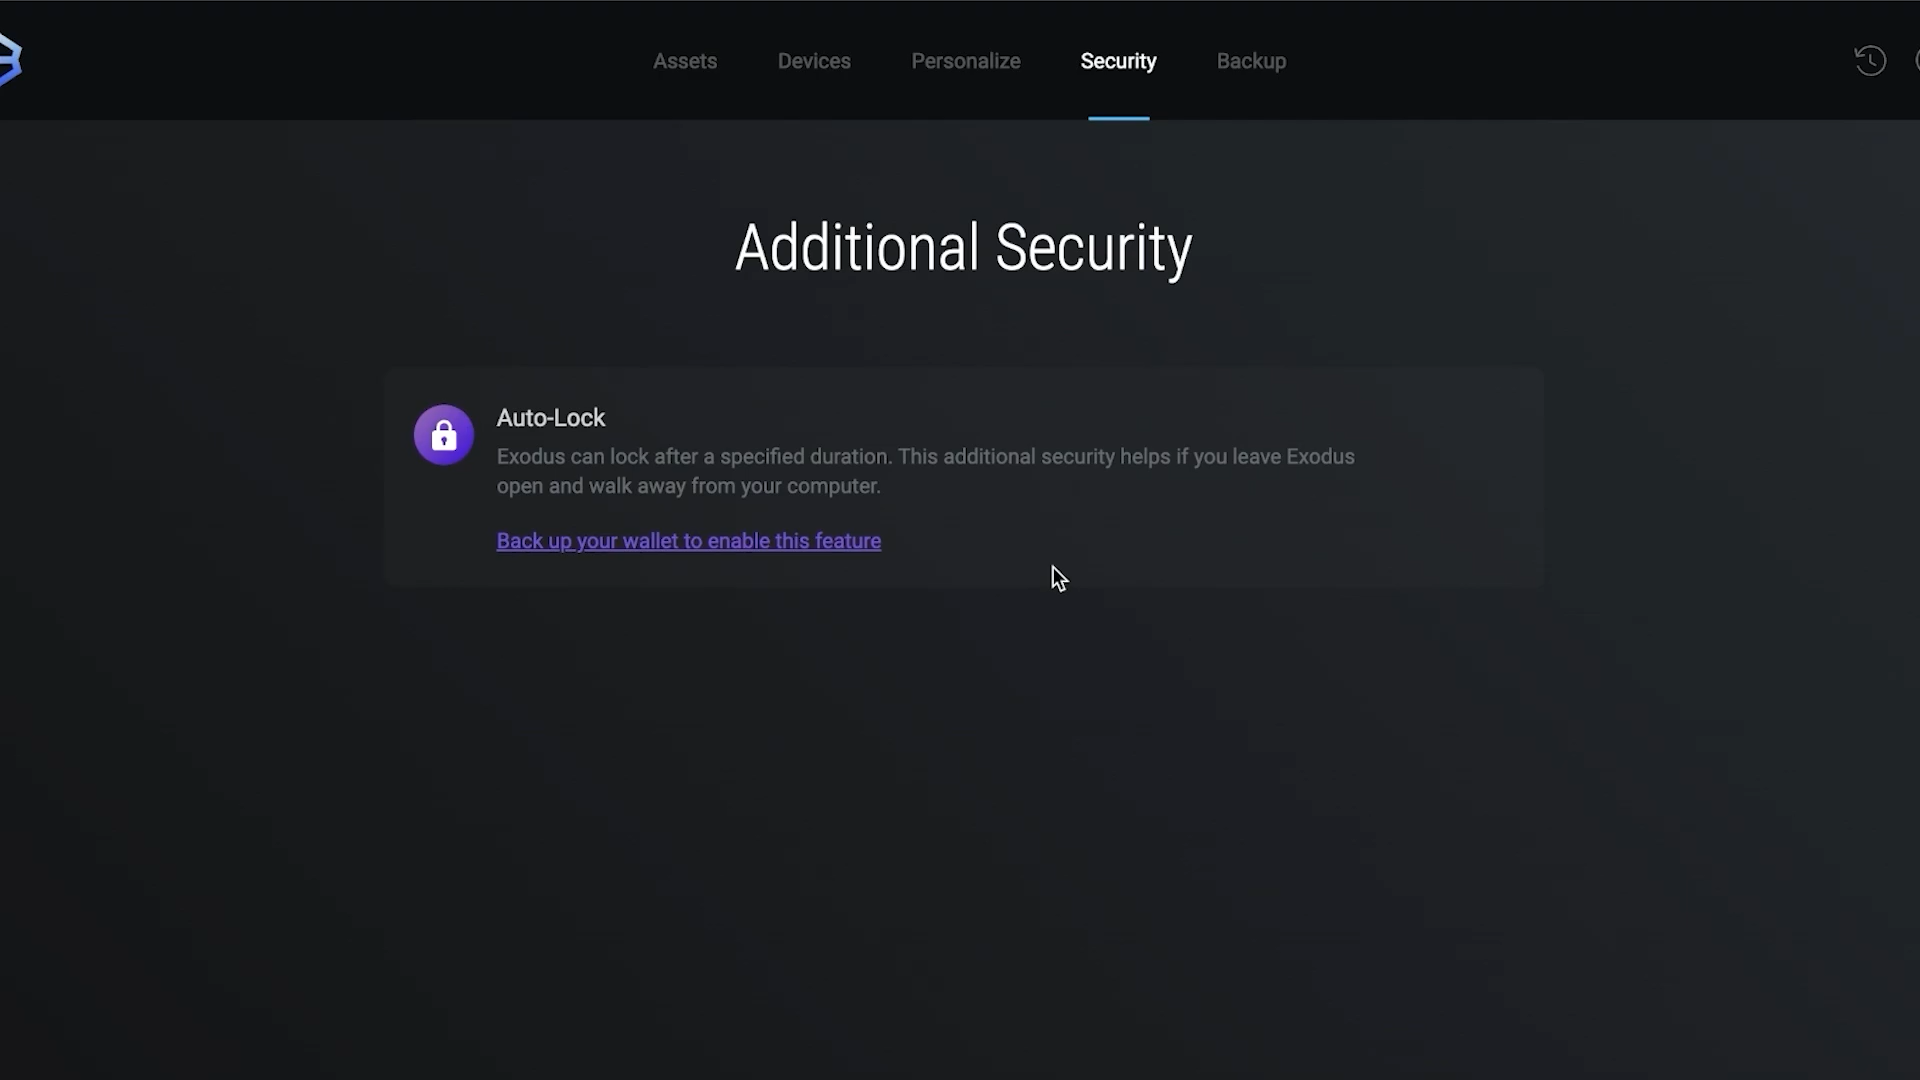 Assets
Devices
Personalize
Security
Backup
Additional Security
Auto-Lock
Exodus can lock after a specified duration. This additional security helps if you leave Exodus
open and walk away from your computer.
Back up your wallet to enable this feature